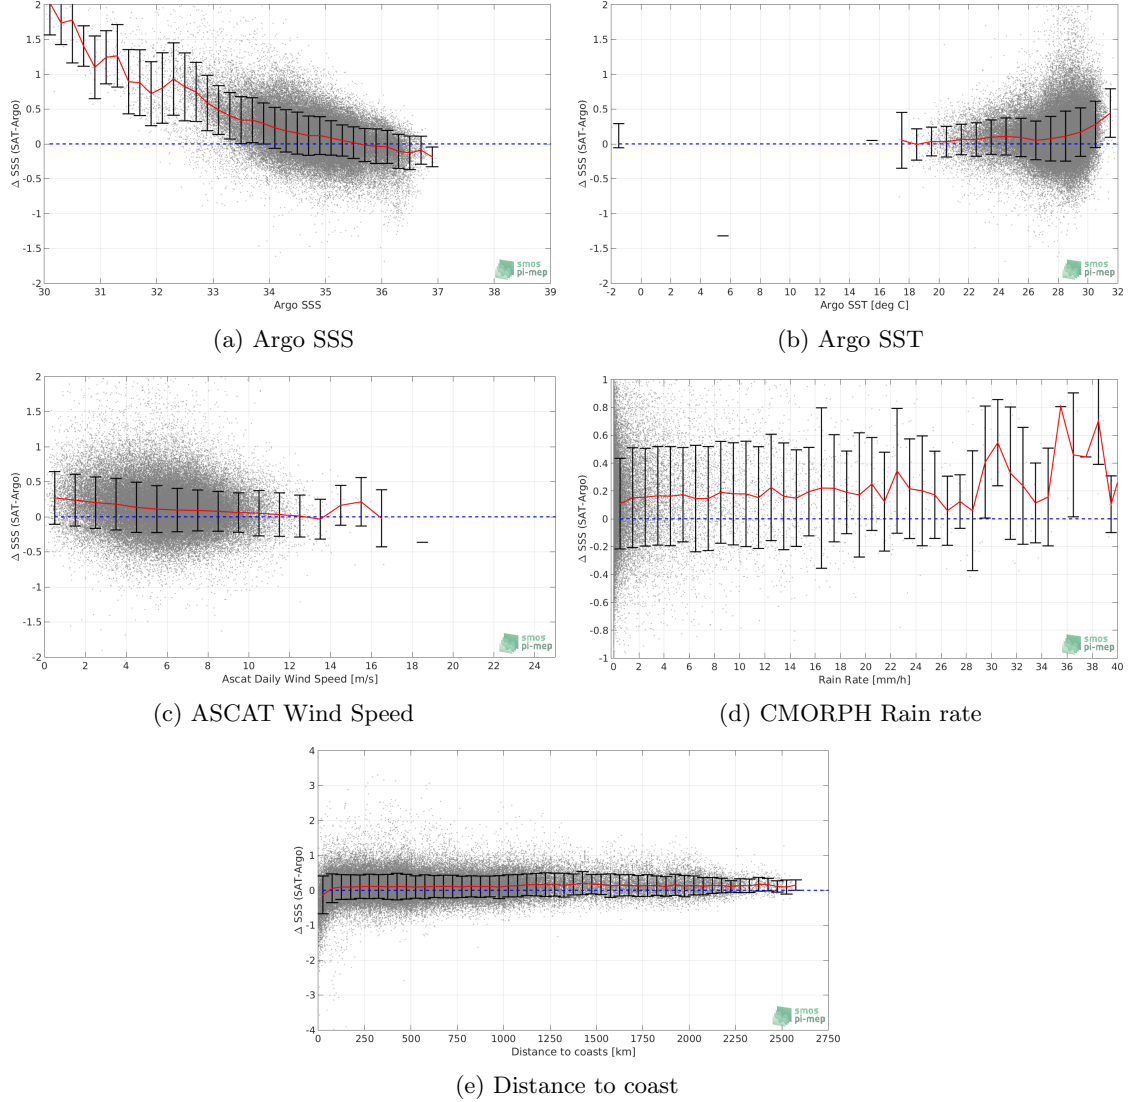 2
1.5
1
0.5
0
-0.5
-1
-1.5
-2
Δ SSS (SAT-Argo)
30 31 32 33 34 35 36 37 38 39
Argo SSS
smos
pi-mep
(a) Argo SSS
2
1.5
1
0.5
0
-0.5
-1
-1.5
-2
Δ SSS (SAT-Argo)
-2 0 2 4 6 8 10 12 14 16 18 20 22 24 26 28 30 32
Argo SST [deg C]
smos
pi-mep
(b) Argo SST
2
1.5
1
0.5
0
-0.5
-1
-1.5
-2
Δ SSS (SAT-Argo)
0 2 4 6 8 10 12 14 16 18 20 22 24
Ascat Daily Wind Speed [m/s]
smos
pi-mep
(c) ASCAT Wind Speed
1
0.8
0.6
0.4
0.2
0
-0.2
-0.4
-0.6
-0.8
-1
Δ SSS (SAT-Argo)
0 2 4 6 8 10 12 14 16 18 20 22 24 26 28 30 32 34 36 38 40
Rain Rate [mm/h]
smos
pi-mep
(d) CMORPH Rain rate
4
3
2
1
0
-1
-2
-3
-4
Δ SSS (SAT-Argo)
0 250 500 750 1000 1250 1500 1750 2000 2250 2500 2750
Distance to coasts [km]
smos
pi-mep
(e) Distance to coast